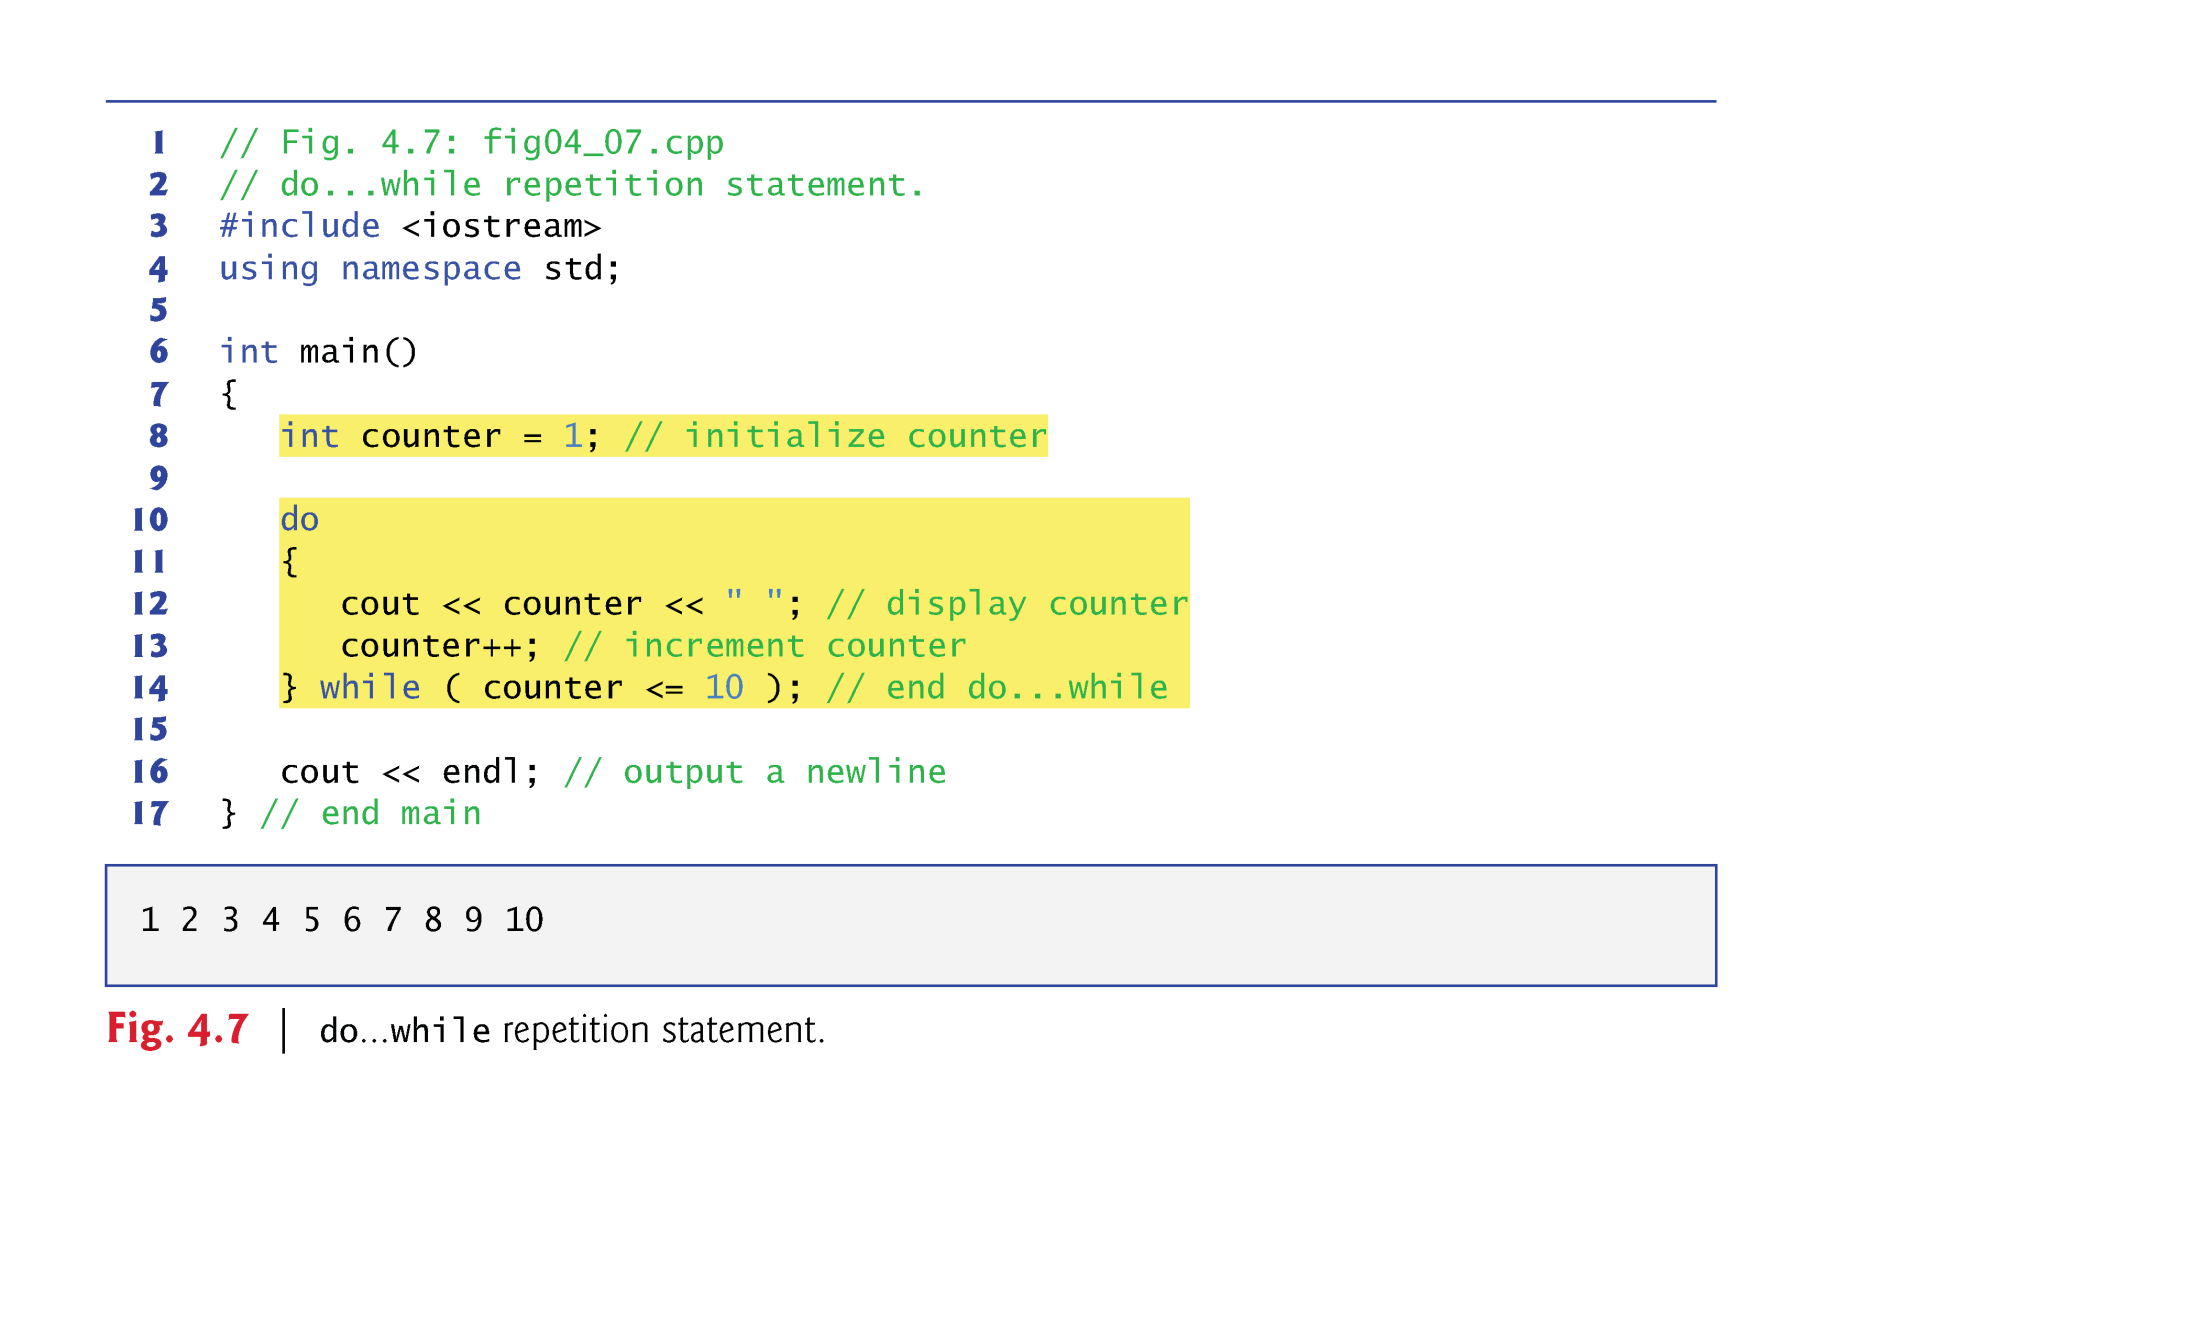 1 // Fig. 4.7: fig04_07.cpp
2 // do...while repetition statement.
3 #include <iostream>
4 using namespace std;
5
6 int main()
7 {
8    int counter = 1; // initialize counter
9
10    do
11    {
12       cout << counter << " "; // display counter
13       counter++; // increment counter
14    } while ( counter <= 10 ); // end do...while
15
16    cout << endl; // output a newline
17 } // end main
1 2 3 4 5 6 7 8 9 10
Fig. 4.7 | do...while repetition statement.